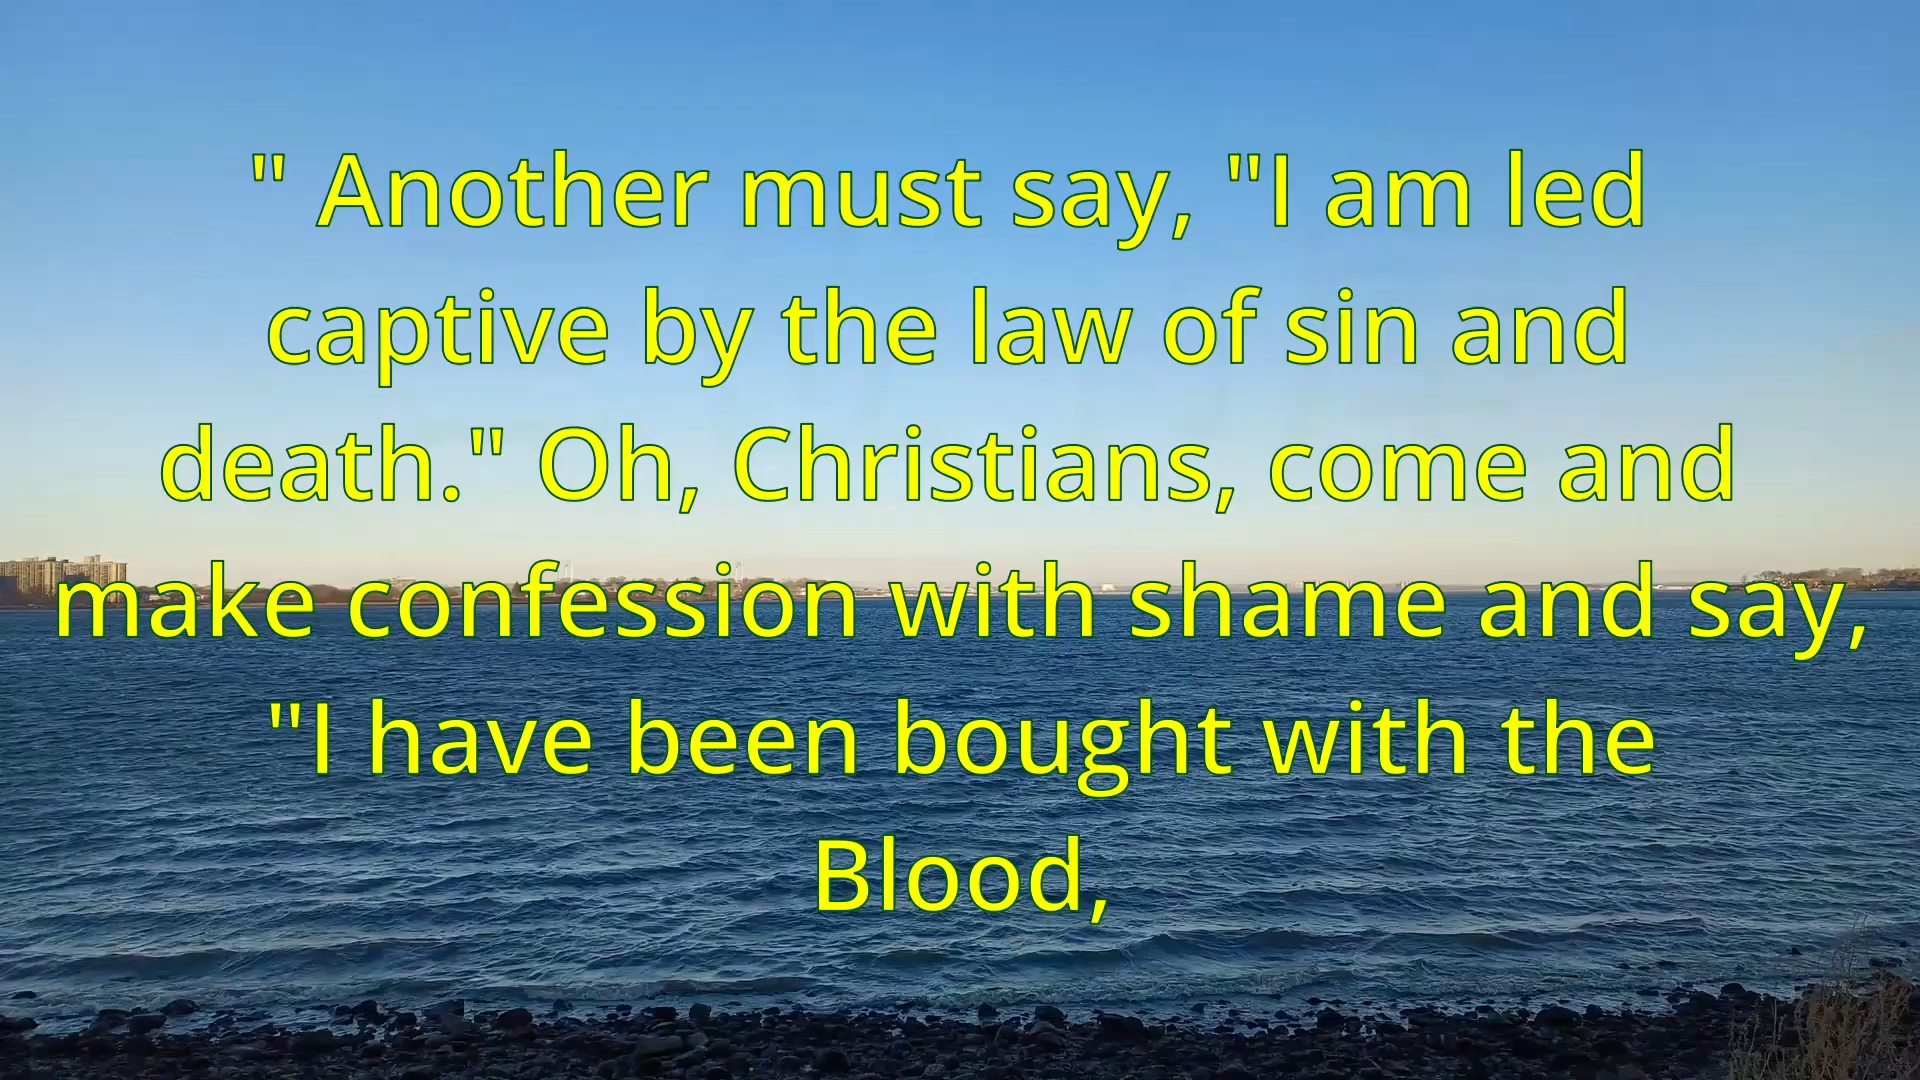 " Another must say, "I am led
captive by the law of sin and
death." Oh, Christians, come and
make confession with shame and say,
"I have been bought with the
Blood,